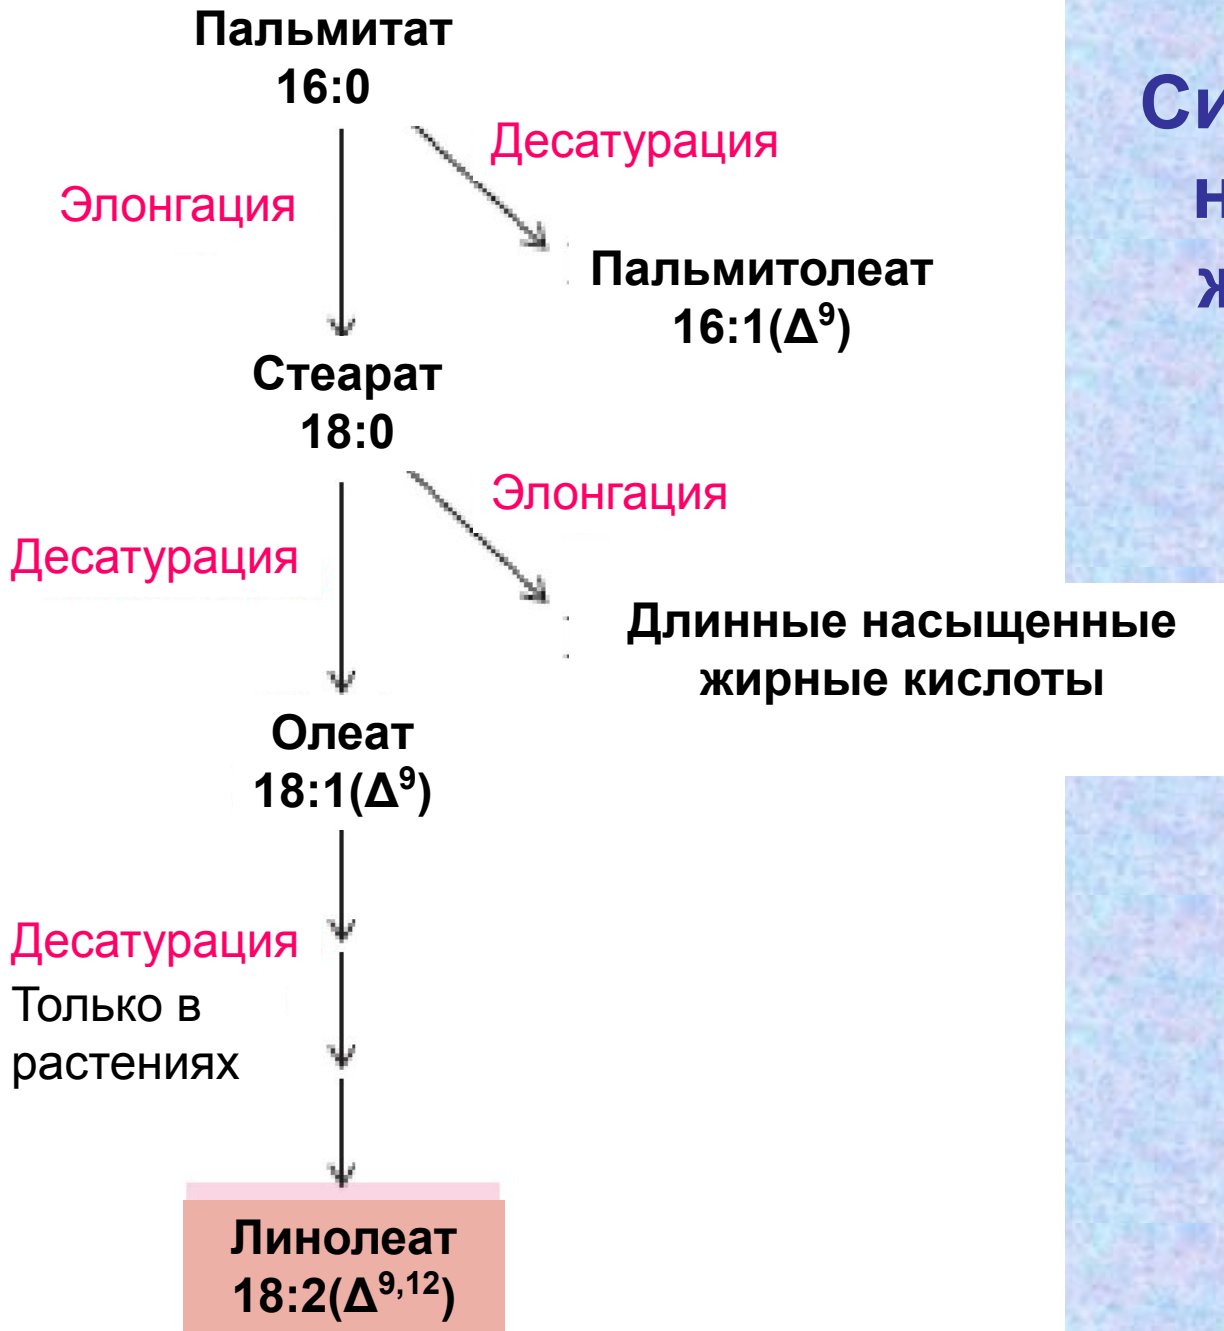 Пальмитат
16:0
Десатурация
Элонгация
Пальмитолеат
16:1(Δ⁹)
Стеарат
18:0
Элонгация
Десатурация
Длинные насыщенные
жирные кислоты
Олеат
18:1(Δ⁹)
Десатурация
Только в
растениях
Линолеат
18:2(Δ⁹,¹²)